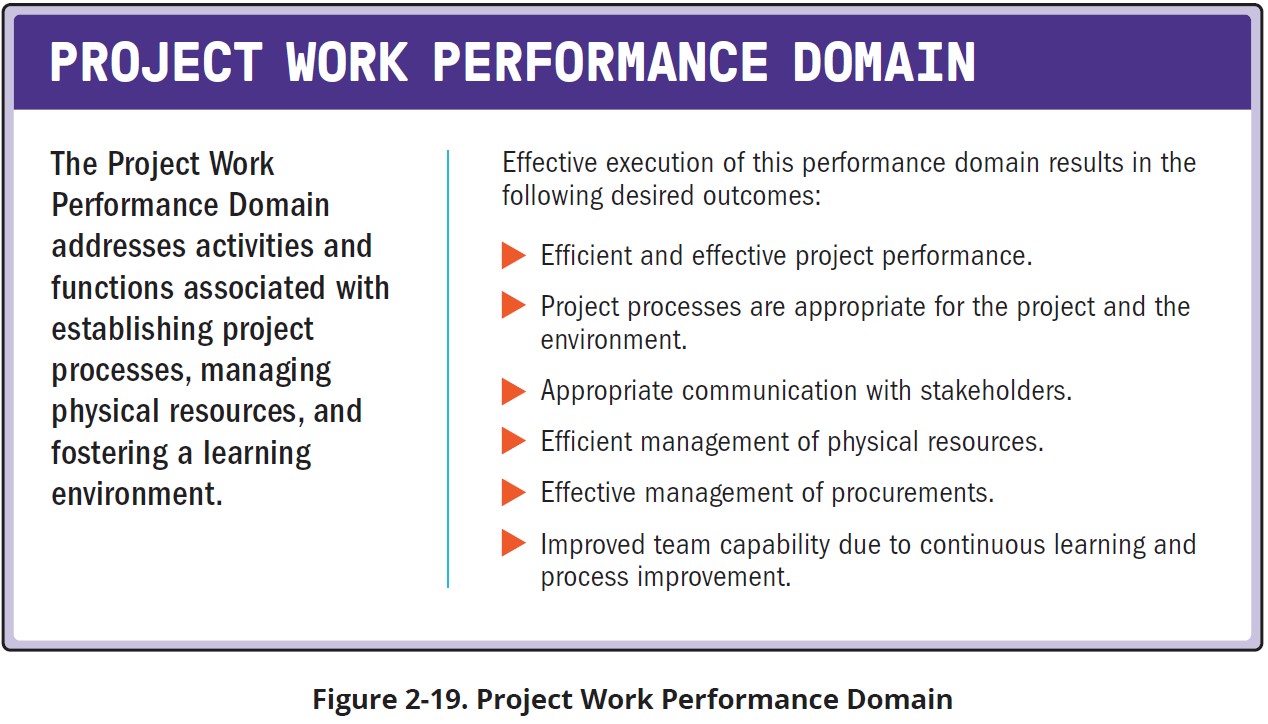 PROJECT WORK PERFORMANCE DOMAIN
The Project Work
Performance Domain
addresses activities and
functions associated with
establishing project
processes, managing
physical resources, and
fostering a learning
environment.
Effective execution of this performance domain results in the
following desired outcomes:
Efficient and effective project performance.
Project processes are appropriate for the project and the
environment.
Appropriate communication with stakeholders.
Efficient management of physical resources.
Effective management of procurements.
Improved team capability due to continuous learning and
process improvement.
Figure 2-19. Project Work Performance Domain